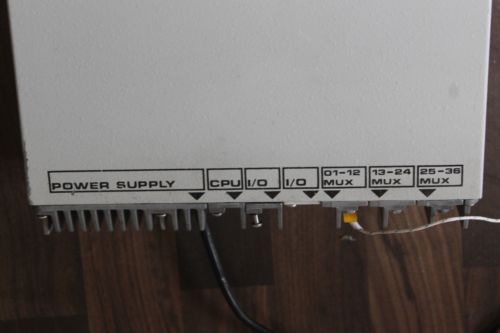 POWER SUPPLY
CPU
I/O
I/O
01-12
MUX
13-24
MUX
25-36
MUX